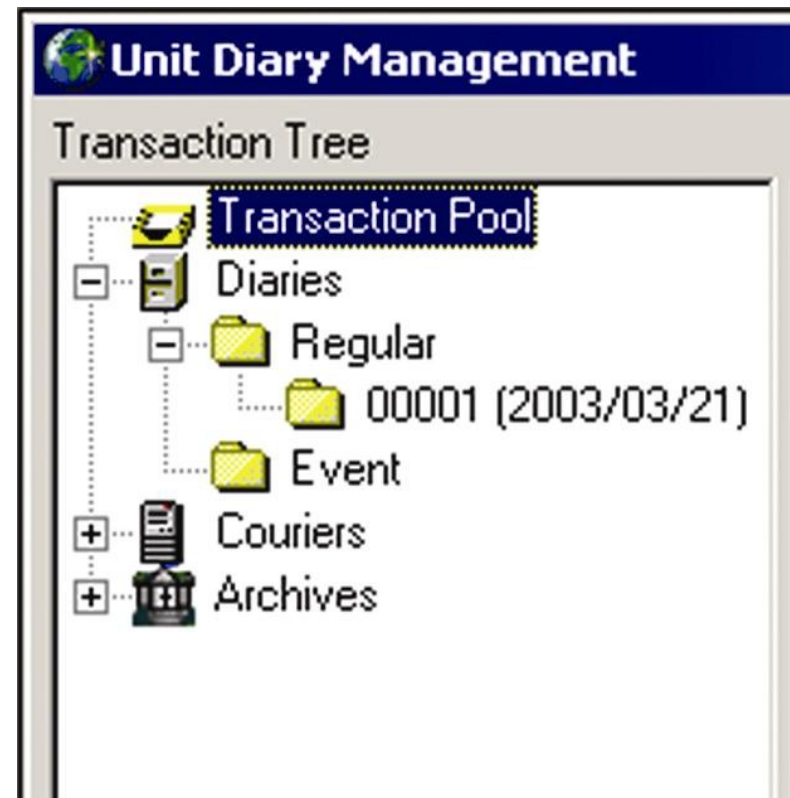 Unit Diary Management
Transaction Tree
Transaction Pool
Diaries
Regular
00001 (2003/03/21)
Event
Couriers
Archives